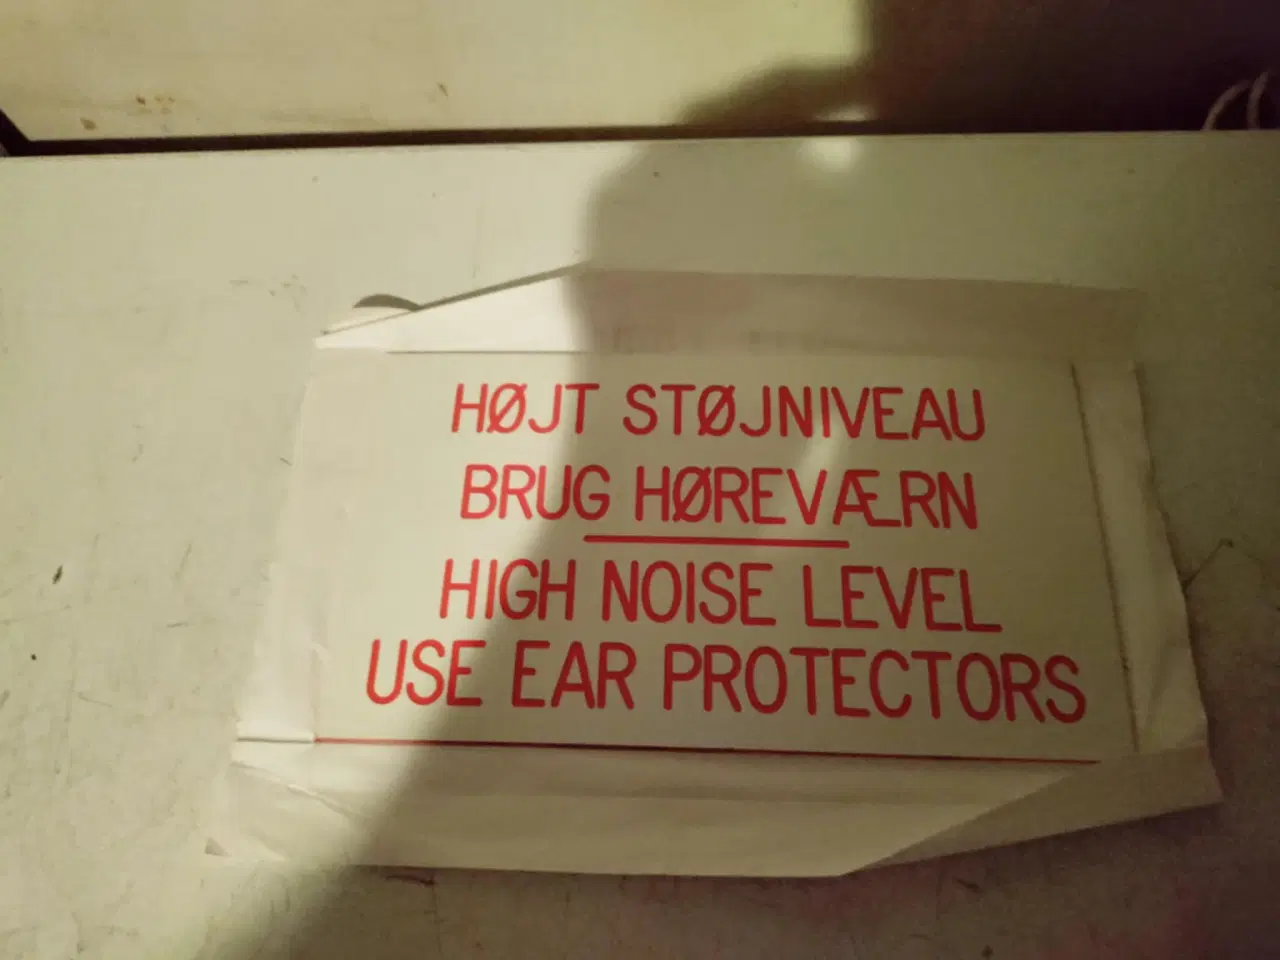 HØJT STØJNIVEAU
BRUG HØREVÆRN
HIGH NOISE LEVEL
USE EAR PROTECTORS